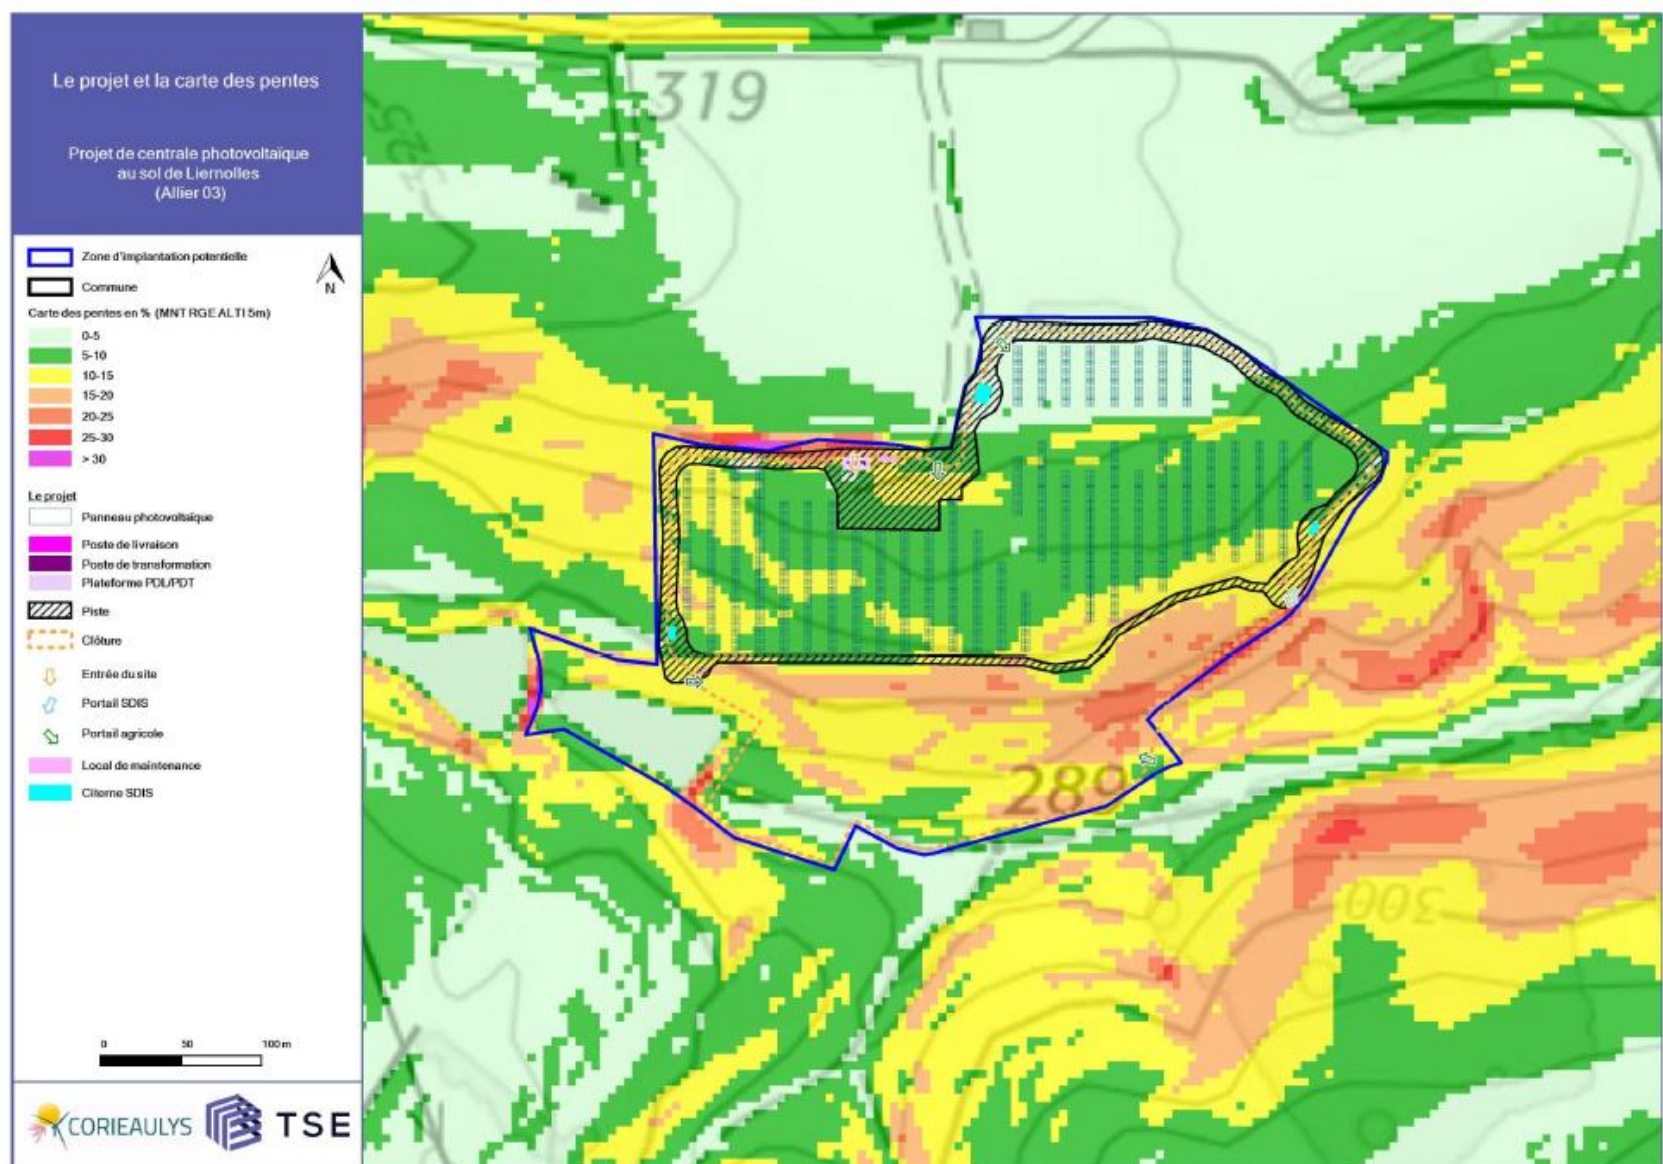 Le projet et la carte des pentes
Projet de centrale photovoltaïque
au sol de Liernolles
(Allier 03)
Zone d'implantation potentielle
Commune
N
Carte des pentes en % (MNT RGE ALTI 5m)
0-5
5-10
10-15
15-20
20-25
25-30
> 30
Le projet
Panneau photovoltaïque
Poste de livraison
Poste de transformation
Plateforme PDL/PDT
Piste
Clôture
Entrée du site
Portail SDIS
Portail agricole
Local de maintenance
Citerne SDIS
0 50 100 m
CORIEAULYS TSE
319
325
289
300